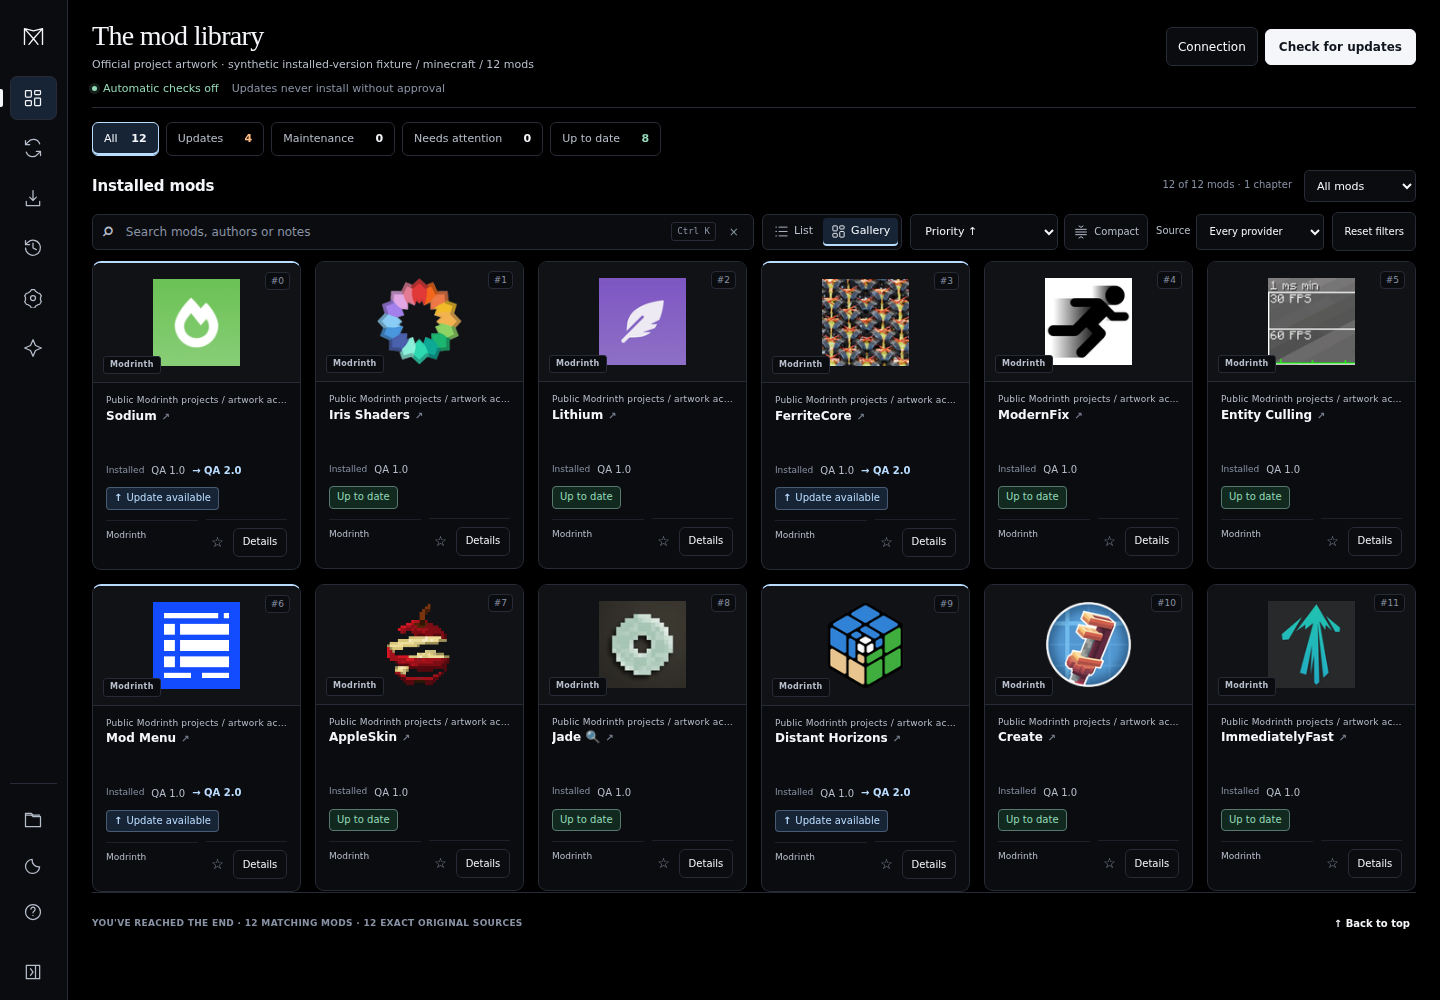 The mod library
Official project artwork · synthetic installed-version fixture / minecraft / 12 mods
Automatic checks off Updates never install without approval
Connection
Check for updates
All 12
Updates 4
Maintenance 0
Needs attention 0
Up to date 8
Installed mods
12 of 12 mods · 1 chapter
All mods
Search mods, authors or notes
Ctrl K ×
List
Gallery
Priority ↑
Compact
Source
Every provider
Reset filters
#0
Modrinth
Public Modrinth projects / artwork ac...
Sodium ↗
Installed QA 1.0 → QA 2.0
↑ Update available
Modrinth
☆ Details
#1
Modrinth
Public Modrinth projects / artwork ac...
Iris Shaders ↗
Installed QA 1.0
Up to date
Modrinth
☆ Details
#2
Modrinth
Public Modrinth projects / artwork ac...
Lithium ↗
Installed QA 1.0
Up to date
Modrinth
☆ Details
#3
Modrinth
Public Modrinth projects / artwork ac...
FerriteCore ↗
Installed QA 1.0 → QA 2.0
↑ Update available
Modrinth
☆ Details
#4
Modrinth
Public Modrinth projects / artwork ac...
ModernFix ↗
Installed QA 1.0
Up to date
Modrinth
☆ Details
#5
1 ms min
30 FPS
60 FPS
Modrinth
Public Modrinth projects / artwork ac...
Entity Culling ↗
Installed QA 1.0
Up to date
Modrinth
☆ Details
#6
Modrinth
Public Modrinth projects / artwork ac...
Mod Menu ↗
Installed QA 1.0 → QA 2.0
↑ Update available
Modrinth
☆ Details
#7
Modrinth
Public Modrinth projects / artwork ac...
AppleSkin ↗
Installed QA 1.0
Up to date
Modrinth
☆ Details
#8
Modrinth
Public Modrinth projects / artwork ac...
Jade 🔍 ↗
Installed QA 1.0
Up to date
Modrinth
☆ Details
#9
Modrinth
Public Modrinth projects / artwork ac...
Distant Horizons ↗
Installed QA 1.0 → QA 2.0
↑ Update available
Modrinth
☆ Details
#10
Modrinth
Public Modrinth projects / artwork ac...
Create ↗
Installed QA 1.0
Up to date
Modrinth
☆ Details
#11
Modrinth
Public Modrinth projects / artwork ac...
ImmediatelyFast ↗
Installed QA 1.0
Up to date
Modrinth
☆ Details
YOU'VE REACHED THE END · 12 MATCHING MODS · 12 EXACT ORIGINAL SOURCES
↑ Back to top